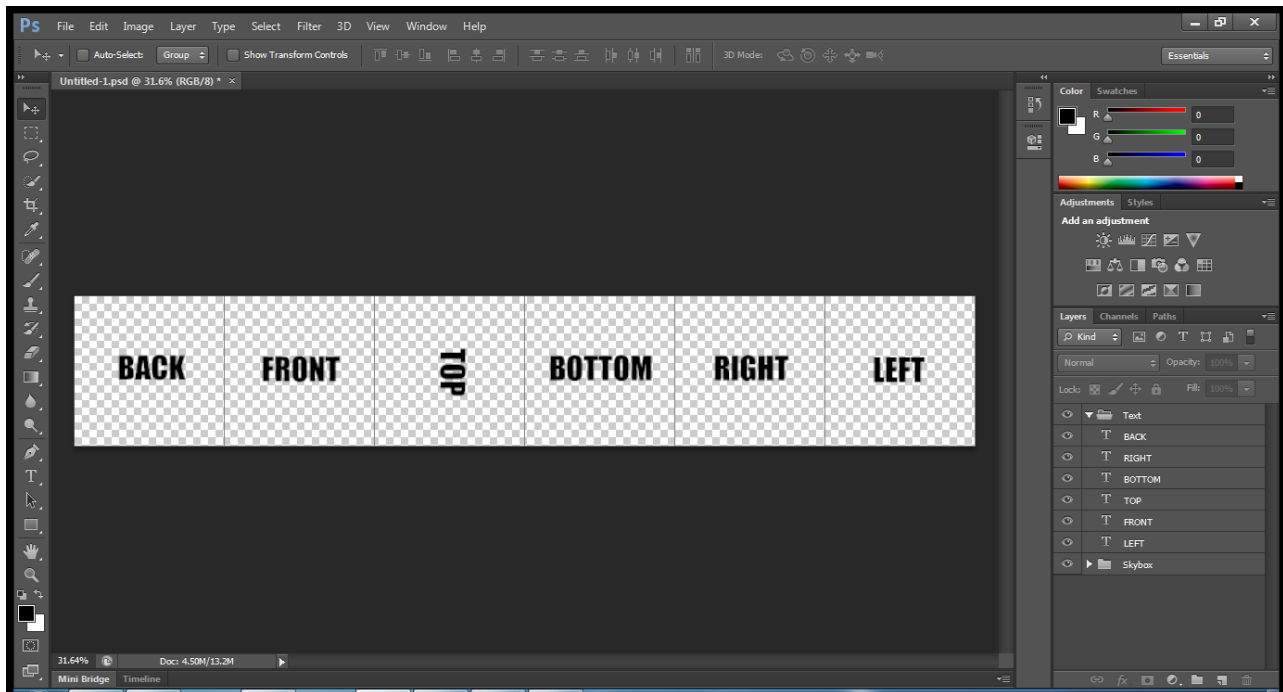 Ps File Edit Image Layer Type Select Filter 3D View Window Help
Auto-Select: Group Show Transform Controls 3D Mode: Essentials
Untitled-1.psd @ 31.6% (RGB/8) * ×
Color Swatches
R 0
G 0
B 0
Adjustments Styles
Add an adjustment
BACK FRONT TOP BOTTOM RIGHT LEFT
Layers Channels Paths
Kind
Normal Opacity: 100%
Lock: Fill: 100%
Text
T BACK
T RIGHT
T BOTTOM
T TOP
T FRONT
T LEFT
Skybox
31.64% Doc: 4.50M/13.2M
Mini Bridge Timeline